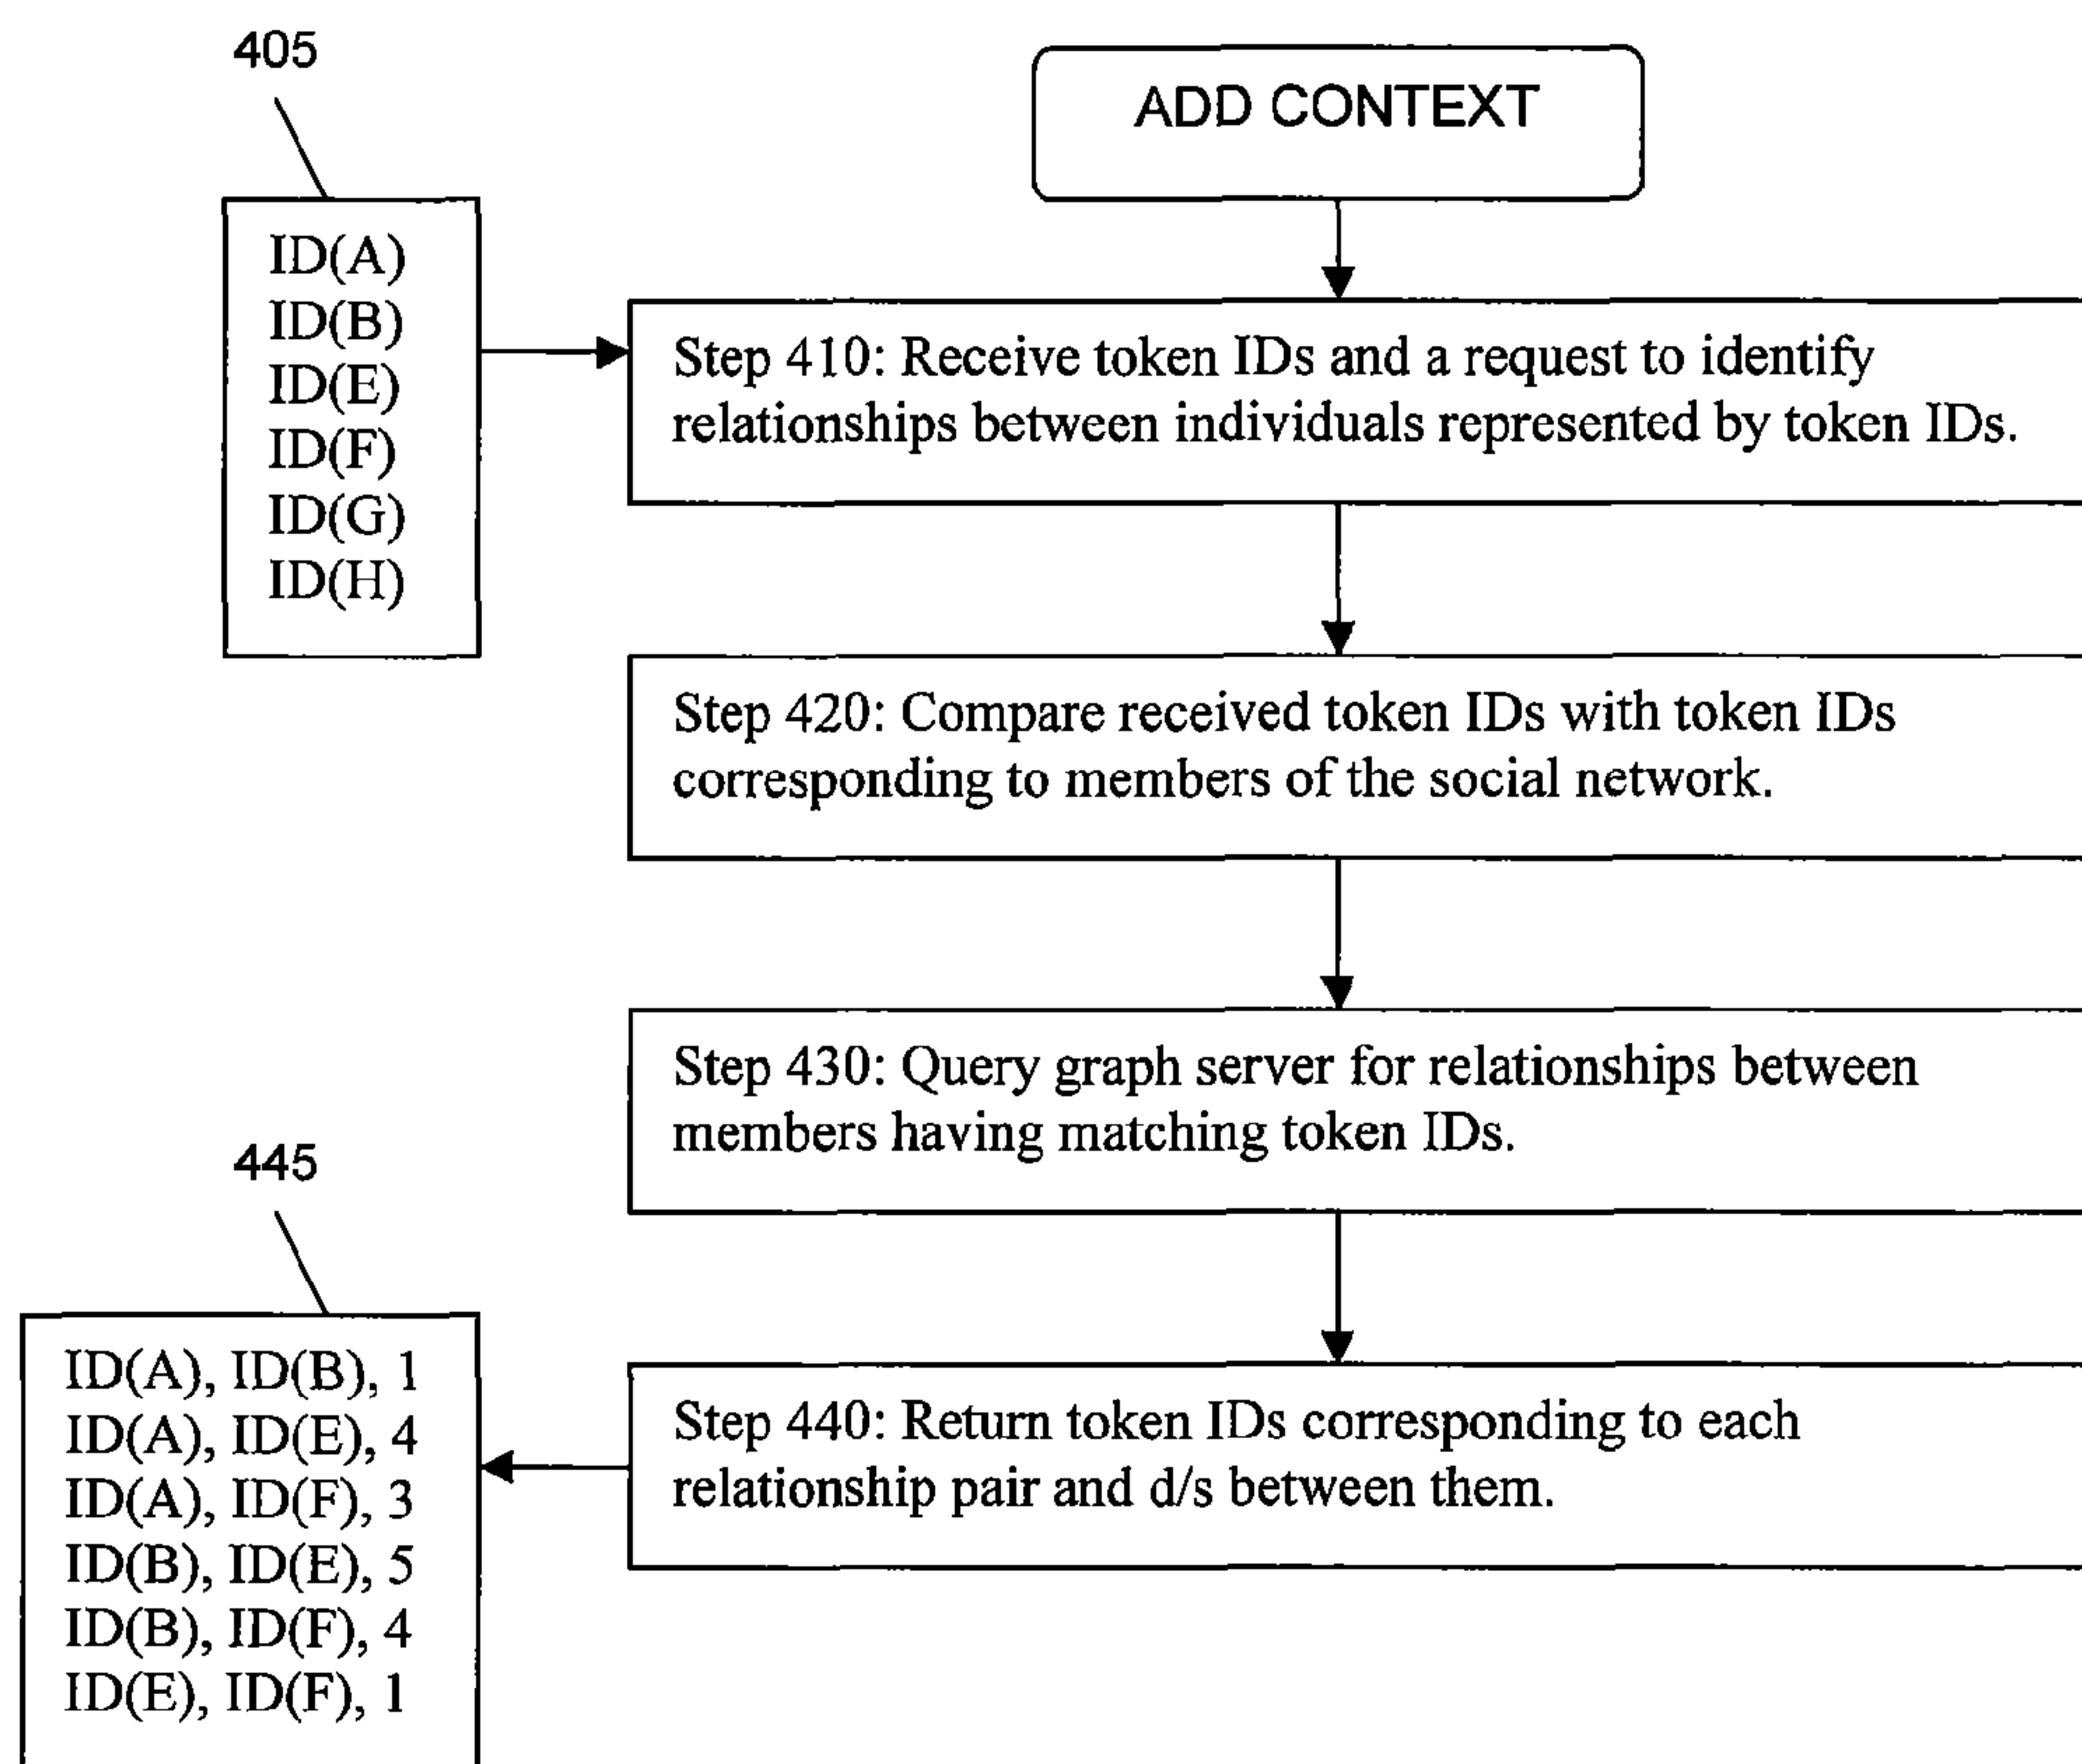 405
ADD CONTEXT
ID(A)
ID(B)
ID(E)
ID(F)
ID(G)
ID(H)
Step 410: Receive token IDs and a request to identify
relationships between individuals represented by token IDs.
Step 420: Compare received token IDs with token IDs
corresponding to members of the social network.
Step 430: Query graph server for relationships between
members having matching token IDs.
445
ID(A), ID(B), 1
ID(A), ID(E), 4
ID(A), ID(F), 3
ID(B), ID(E), 5
ID(B), ID(F), 4
ID(E), ID(F), 1
Step 440: Return token IDs corresponding to each
relationship pair and d/s between them.